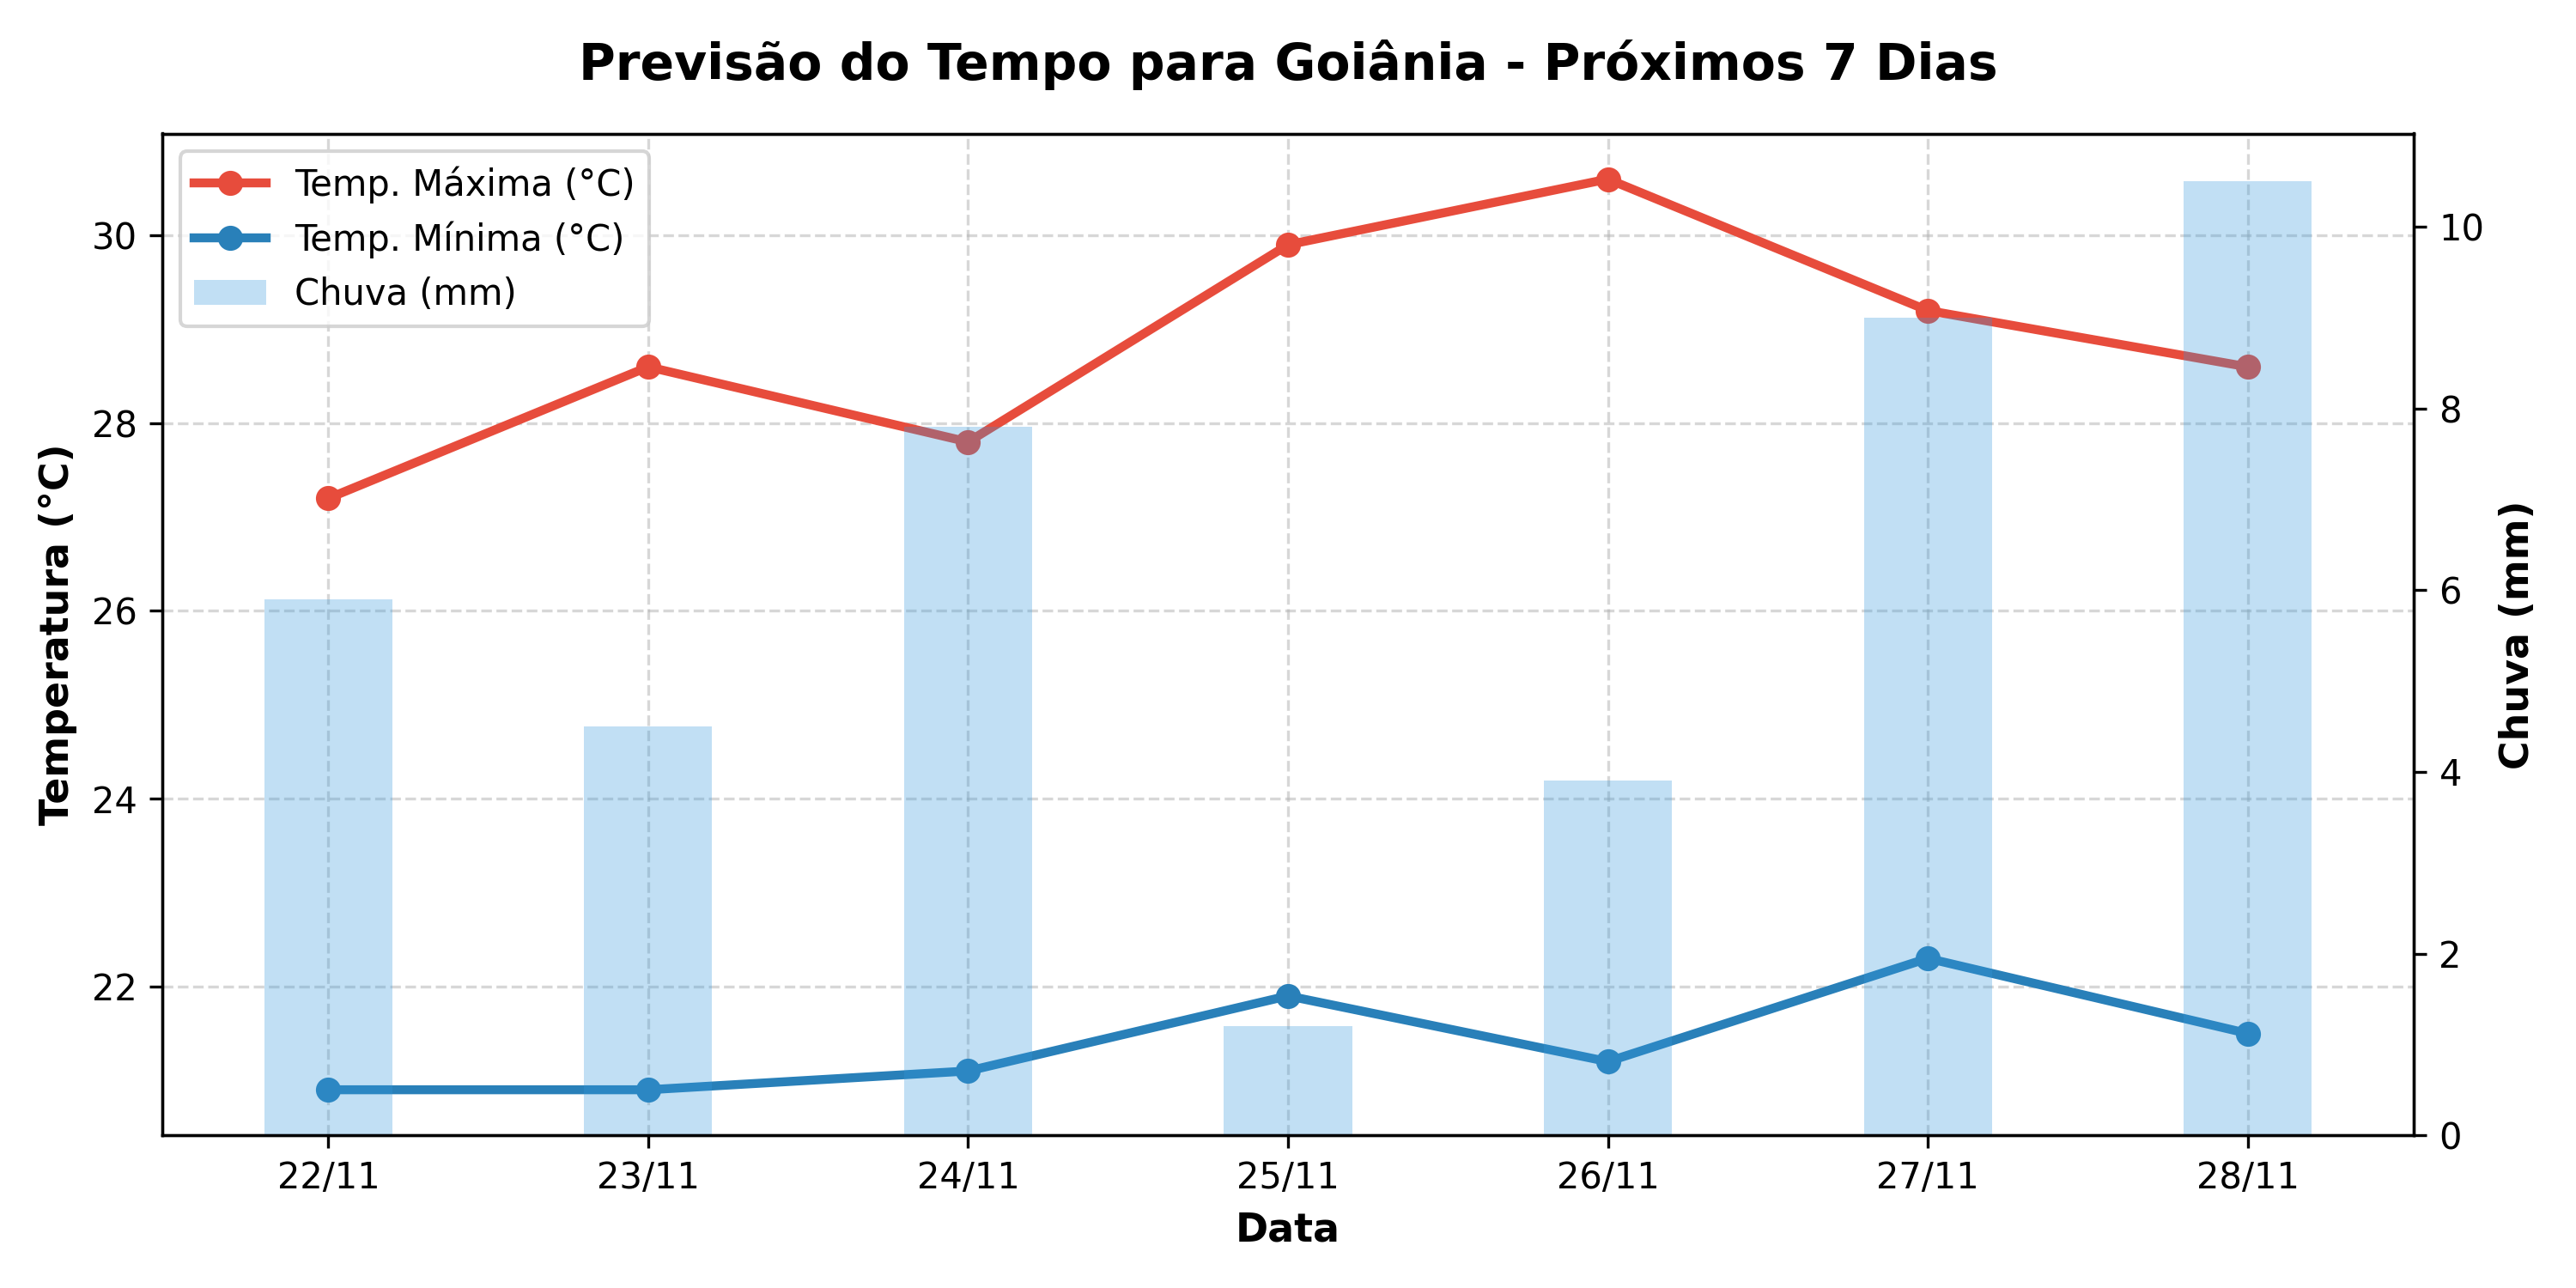 Previsão do Tempo para Goiânia - Próximos 7 Dias
Temp. Máxima (°C)
Temp. Mínima (°C)
Chuva (mm)
Temperatura (°C)
30
28
26
24
22
Chuva (mm)
10
8
6
4
2
0
22/11 23/11 24/11 25/11 26/11 27/11 28/11
Data